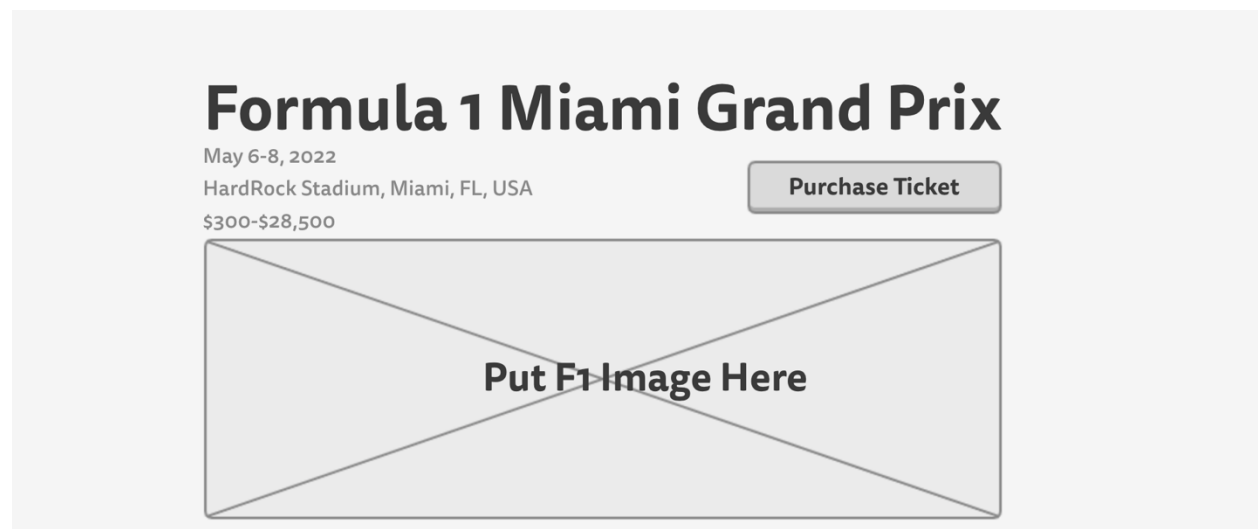 Formula 1 Miami Grand Prix
May 6-8, 2022
HardRock Stadium, Miami, FL, USA
$300-$28,500
Purchase Ticket
Put F1 Image Here